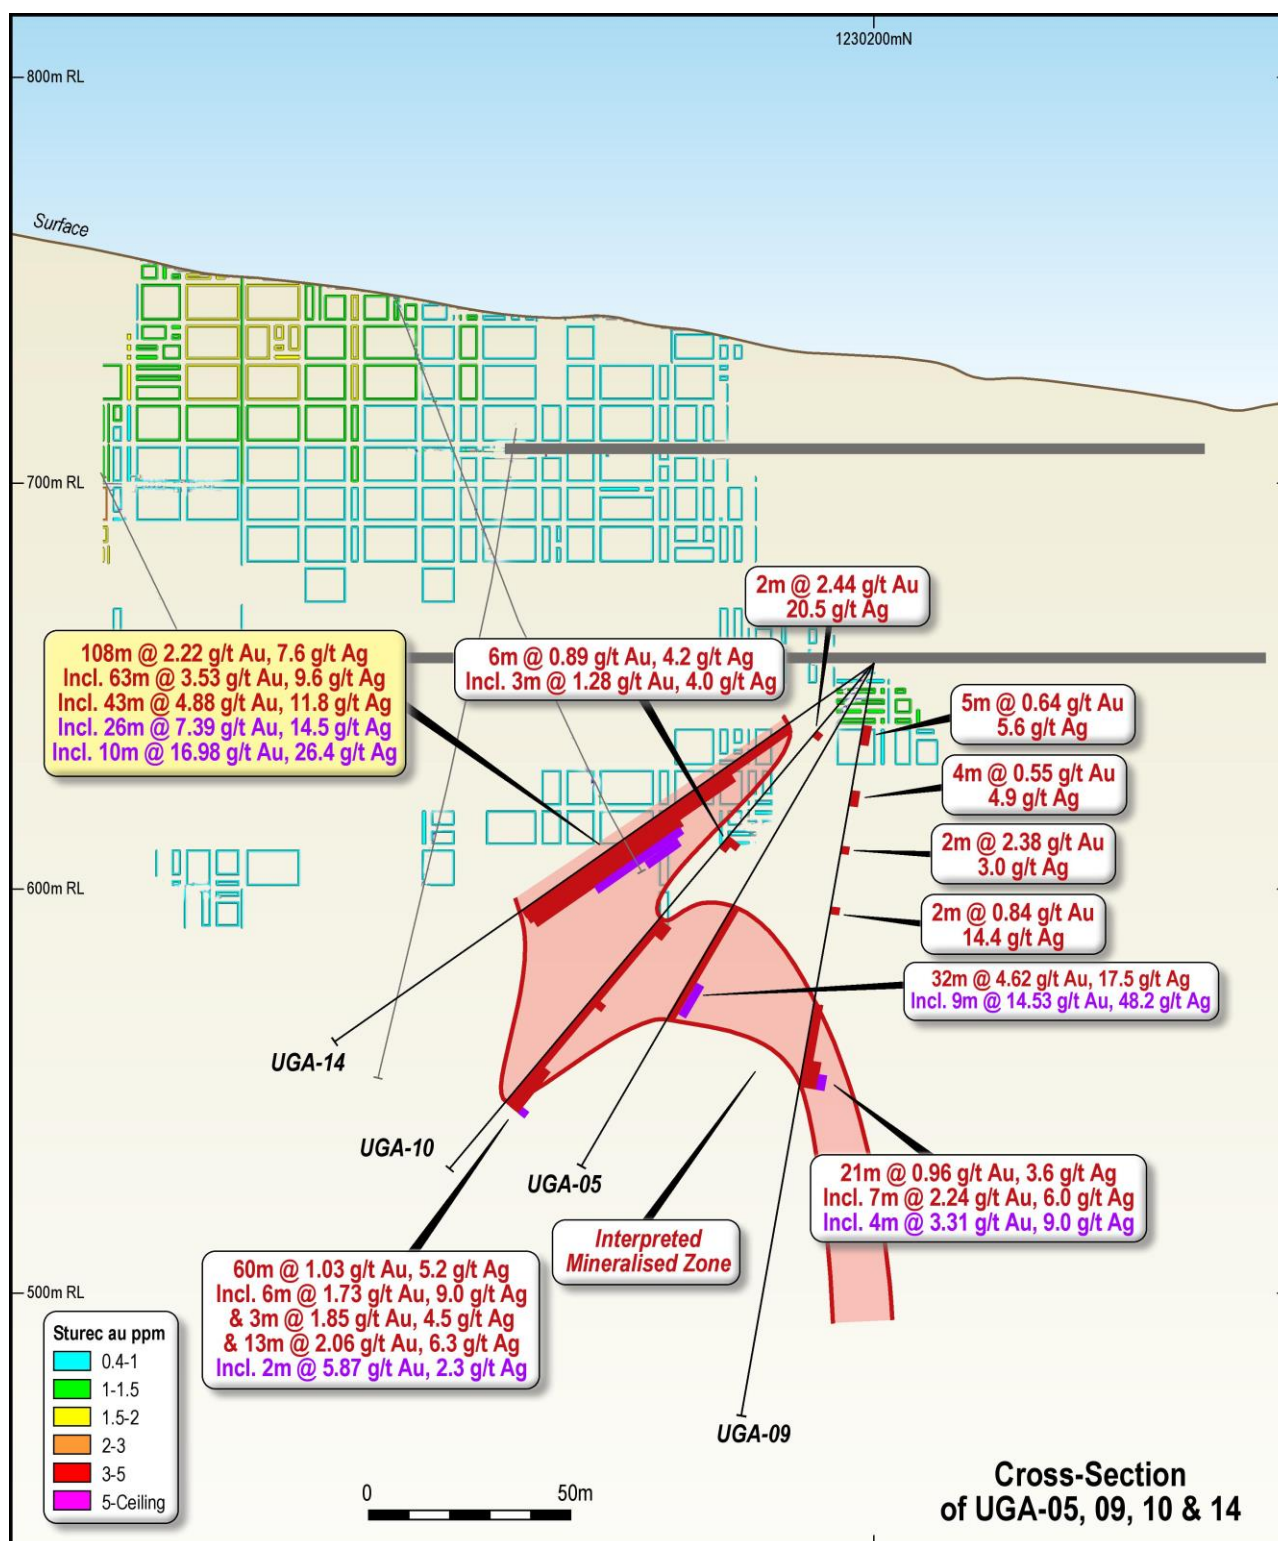 1230200mN
800m RL
Surface
700m RL
2m @ 2.44 g/t Au
20.5 g/t Ag
108m @ 2.22 g/t Au, 7.6 g/t Ag
Incl. 63m @ 3.53 g/t Au, 9.6 g/t Ag
Incl. 43m @ 4.88 g/t Au, 11.8 g/t Ag
Incl. 26m @ 7.39 g/t Au, 14.5 g/t Ag
Incl. 10m @ 16.98 g/t Au, 26.4 g/t Ag
6m @ 0.89 g/t Au, 4.2 g/t Ag
Incl. 3m @ 1.28 g/t Au, 4.0 g/t Ag
5m @ 0.64 g/t Au
5.6 g/t Ag
4m @ 0.55 g/t Au
4.9 g/t Ag
2m @ 2.38 g/t Au
3.0 g/t Ag
600m RL
2m @ 0.84 g/t Au
14.4 g/t Ag
32m @ 4.62 g/t Au, 17.5 g/t Ag
Incl. 9m @ 14.53 g/t Au, 48.2 g/t Ag
UGA-14
UGA-10
UGA-05
21m @ 0.96 g/t Au, 3.6 g/t Ag
Incl. 7m @ 2.24 g/t Au, 6.0 g/t Ag
Incl. 4m @ 3.31 g/t Au, 9.0 g/t Ag
Interpreted
Mineralised Zone
60m @ 1.03 g/t Au, 5.2 g/t Ag
Incl. 6m @ 1.73 g/t Au, 9.0 g/t Ag
& 3m @ 1.85 g/t Au, 4.5 g/t Ag
& 13m @ 2.06 g/t Au, 6.3 g/t Ag
Incl. 2m @ 5.87 g/t Au, 2.3 g/t Ag
500m RL
Sturec au ppm
0.4-1
1-1.5
1.5-2
2-3
3-5
5-Ceiling
UGA-09
0 50m
Cross-Section
of UGA-05, 09, 10 & 14